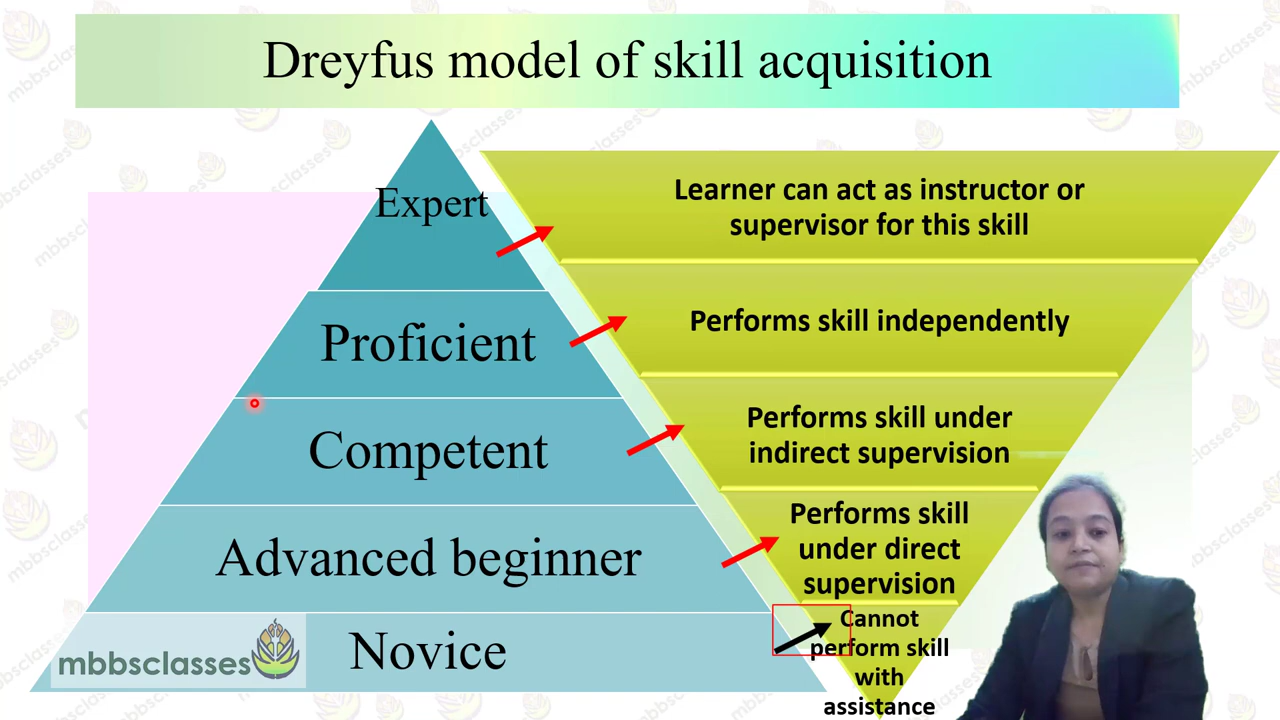 Dreyfus model of skill acquisition
Expert
Learner can act as instructor or
supervisor for this skill
Proficient
Performs skill independently
Competent
Performs skill under
indirect supervision
Advanced beginner
Performs skill
under direct
supervision
Novice
Cannot
perform skill
with
assistance
mbbsclasses